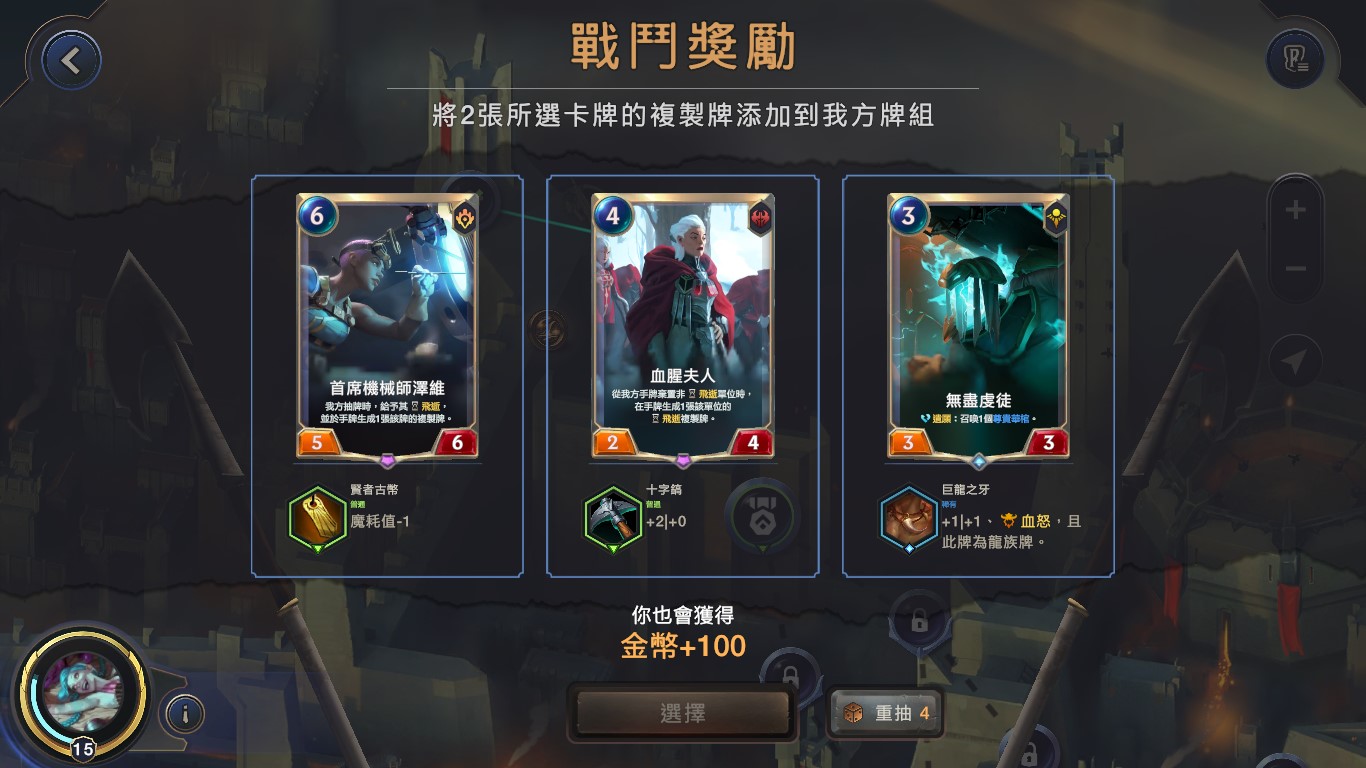 戰鬥獎勵
將2張所選卡牌的複製牌添加到我方牌組
6
首席機械師澤維
我方抽牌時,給予其 飛逝,
並於手牌生成1張該牌的複製牌。
5
6
賢者古幣
普通
魔耗值-1
4
血腥夫人
從我方手牌棄置非 飛逝單位時,
在手牌生成1張該單位的
飛逝複製牌。
2
4
十字鎬
普通
+2|+0
3
無盡虔徒
遺願:召喚1個尊貴華棺。
3
3
巨龍之牙
稀有
+1|+1、 血怒,且
此牌為龍族牌。
你也會獲得
金幣+100
選擇
重抽 4
15